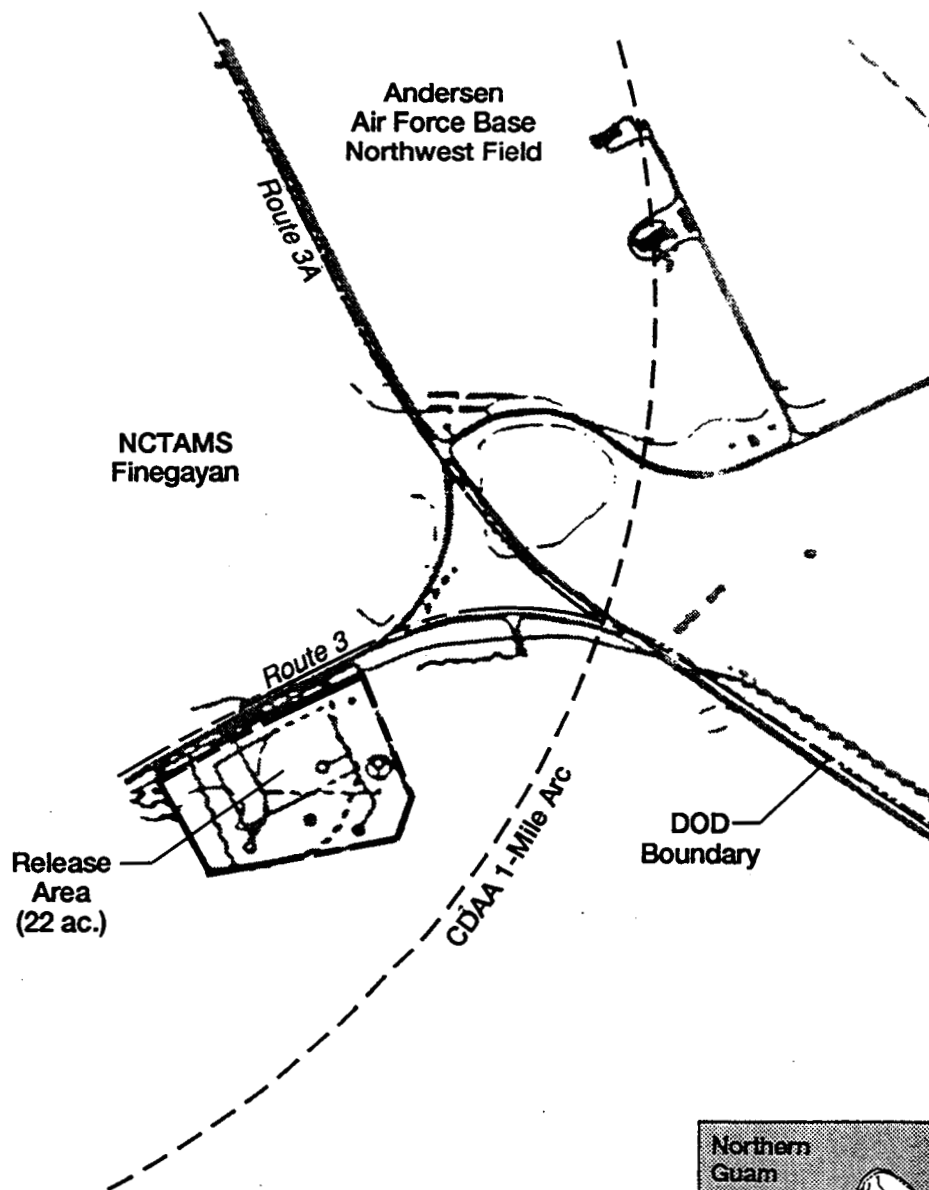 Andersen
Air Force Base
Northwest Field
Route 3A
NCTAMS
Finegayan
Route 3
CDAA 1-Mile Arc
DOD
Boundary
Release
Area
(22 ac.)
Northern
Guam